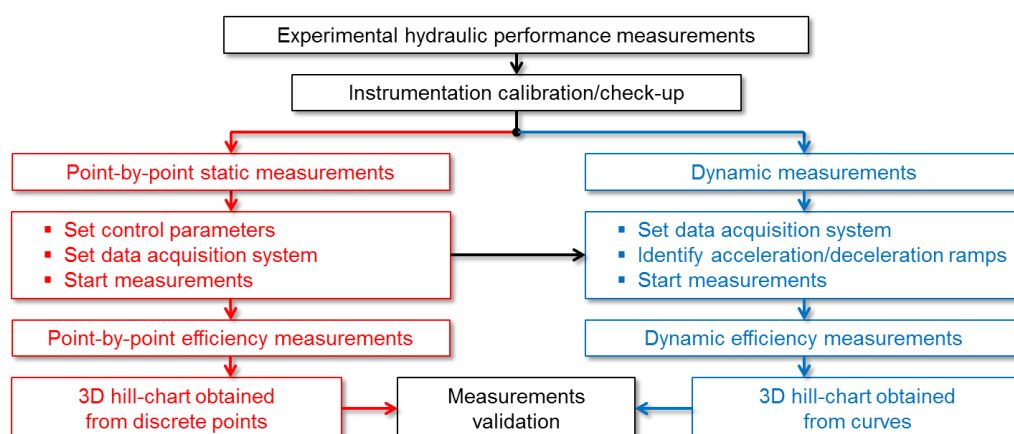 Experimental hydraulic performance measurements
Instrumentation calibration/check-up
Point-by-point static measurements
Dynamic measurements
▪ Set control parameters
▪ Set data acquisition system
▪ Start measurements
▪ Set data acquisition system
▪ Identify acceleration/deceleration ramps
▪ Start measurements
Point-by-point efficiency measurements
Dynamic efficiency measurements
3D hill-chart obtained
from discrete points
Measurements
validation
3D hill-chart obtained
from curves